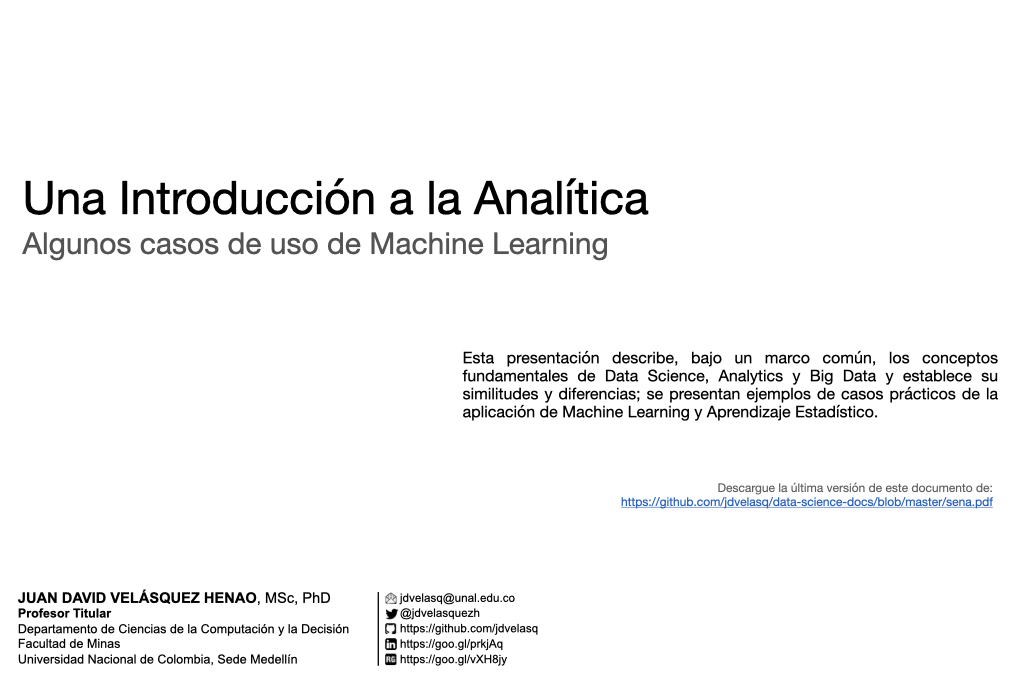 Una Introducción a la Analítica
Algunos casos de uso de Machine Learning
Esta presentación describe, bajo un marco común, los conceptos
fundamentales de Data Science, Analytics y Big Data y establece su
similitudes y diferencias; se presentan ejemplos de casos prácticos de la
aplicación de Machine Learning y Aprendizaje Estadístico.
Descargue la última versión de este documento de:
https://github.com/jdvelasq/data-science-docs/blob/master/sena.pdf
JUAN DAVID VELÁSQUEZ HENAO, MSc, PhD
Profesor Titular
Departamento de Ciencias de la Computación y la Decisión
Facultad de Minas
Universidad Nacional de Colombia, Sede Medellín
jdvelasq@unal.edu.co
@jdvelasquezh
https://github.com/jdvelasq
in https://goo.gl/prkjAq
RG https://goo.gl/vXH8jy